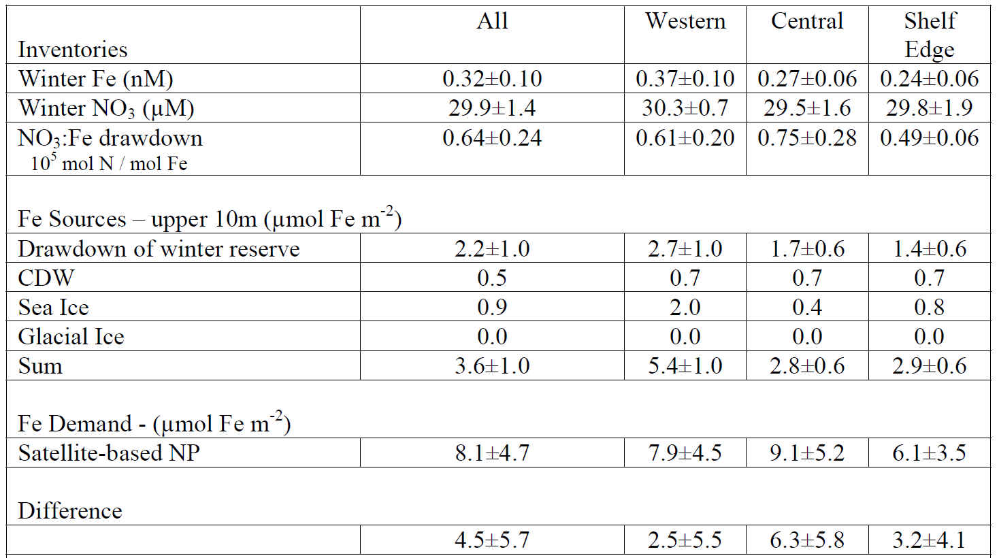 All Western Central Shelf
Inventories Edge
Winter Fe (nM) 0.32±0.10 0.37±0.10 0.27±0.06 0.24±0.06
Winter NO3 (µM) 29.9±1.4 30.3±0.7 29.5±1.6 29.8±1.9
NO3:Fe drawdown 0.64±0.24 0.61±0.20 0.75±0.28 0.49±0.06
10^5 mol N / mol Fe
Fe Sources – upper 10m (µmol Fe m^-2)
Drawdown of winter reserve 2.2±1.0 2.7±1.0 1.7±0.6 1.4±0.6
CDW 0.5 0.7 0.7 0.7
Sea Ice 0.9 2.0 0.4 0.8
Glacial Ice 0.0 0.0 0.0 0.0
Sum 3.6±1.0 5.4±1.0 2.8±0.6 2.9±0.6
Fe Demand - (µmol Fe m^-2)
Satellite-based NP 8.1±4.7 7.9±4.5 9.1±5.2 6.1±3.5
Difference
4.5±5.7 2.5±5.5 6.3±5.8 3.2±4.1